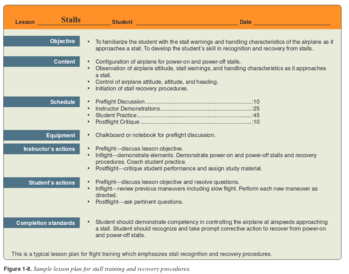 Lesson Stalls Student Date
Objective • To familiarize the student with the stall warnings and handling characteristics of the airplane as it
approaches a stall. To develop the student's skill in recognition and recovery from stalls.
Content • Configuration of airplane for power-on and power-off stalls.
• Observation of airplane attitude, stall warnings, and handling characteristics as it approaches
a stall.
• Control of airplane attitude, altitude, and heading.
• Initiation of stall recovery procedures.
Schedule • Preflight Discussion :10
• Instructor Demonstrations :25
• Student Practice :45
• Postflight Critique :10
Equipment • Chalkboard or notebook for preflight discussion.
Instructor's actions • Preflight—discuss lesson objective.
• Inflight—demonstrate elements. Demonstrate power-on and power-off stalls and recovery
procedures. Coach student practice.
• Postflight—critique student performance and assign study material.
Student's actions • Preflight—discuss lesson objective and resolve questions.
• Inflight—review previous maneuvers including slow flight. Perform each new maneuver as
directed.
• Postflight—ask pertinent questions.
Completion standards • Student should demonstrate competency in controlling the airplane at airspeeds approaching
a stall. Student should recognize and take prompt corrective action to recover from power-on
and power-off stalls.
This is a typical lesson plan for flight training which emphasizes stall recognition and recovery procedures.
Figure 1-8. Sample lesson plan for stall training and recovery procedures.